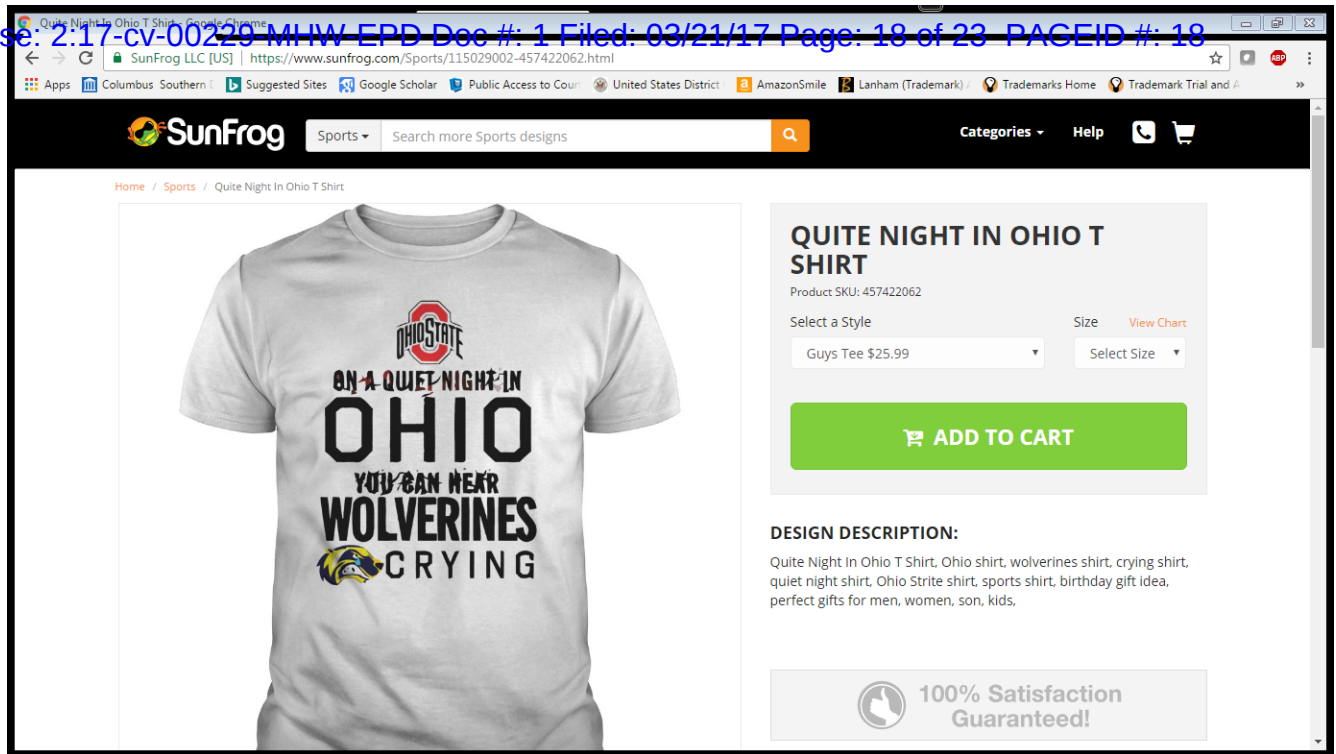 Quite Night In Ohio T Shirt - Google Chrome
se: 2:17-cv-00229-MHW-EPD Doc #: 1 Filed: 03/21/17 Page: 18 of 23 PAGEID #: 18
SunFrog LLC [US] | https://www.sunfrog.com/Sports/115029002-457422062.html
ABP
Apps Columbus Southern Suggested Sites Google Scholar Public Access to Cour United States District AmazonSmile Lanham (Trademark) Trademarks Home Trademark Trial and A »
SunFrog Sports Search more Sports designs Categories Help
Home / Sports / Quite Night In Ohio T Shirt
OHIO STATE
ON A QUIET NIGHT IN
OHIO
YOU CAN HEAR
WOLVERINES
CRYING
QUITE NIGHT IN OHIO T
SHIRT
Product SKU: 457422062
Select a Style Size View Chart
Guys Tee $25.99 Select Size
ADD TO CART
DESIGN DESCRIPTION:
Quite Night In Ohio T Shirt, Ohio shirt, wolverines shirt, crying shirt,
quiet night shirt, Ohio Strite shirt, sports shirt, birthday gift idea,
perfect gifts for men, women, son, kids,
100% Satisfaction
Guaranteed!